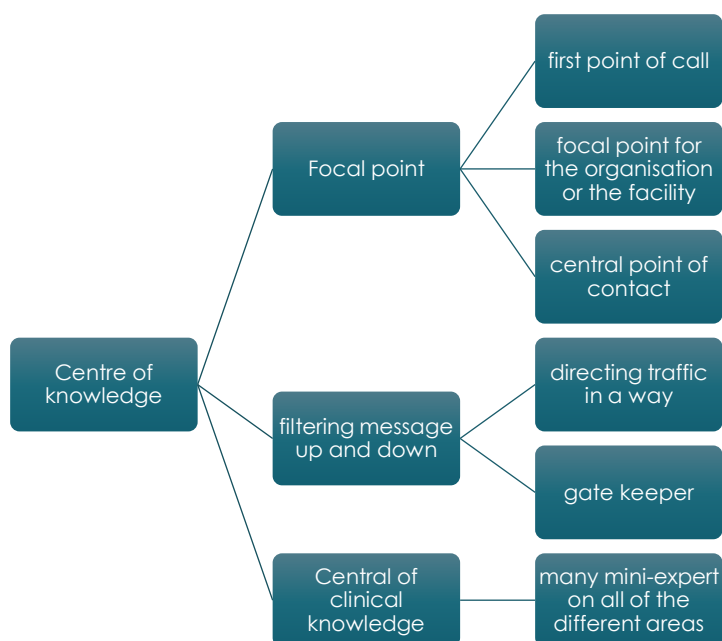 Centre of
knowledge
Focal point
first point of call
focal point for
the organisation
or the facility
central point of
contact
filtering message
up and down
directing traffic
in a way
gate keeper
Central of
clinical
knowledge
many mini-expert
on all of the
different areas